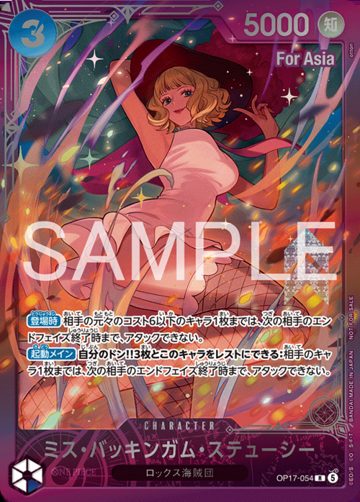 3
5000 知
For Asia
SAMPLE
登場時 相手の元々のコスト6以下のキャラ1枚までは、次の相手のエン
ドフェイズ終了時まで、アタックできない。
起動メイン 自分のドン!!3枚とこのキャラをレストにできる：相手のキャ
ラ1枚までは、次の相手のエンドフェイズ終了時まで、アタックできない。
CHARACTER
ミス・バッキンガム・ステューシー
ONE PIECE
ロックス海賊団
OP17-054 R 5